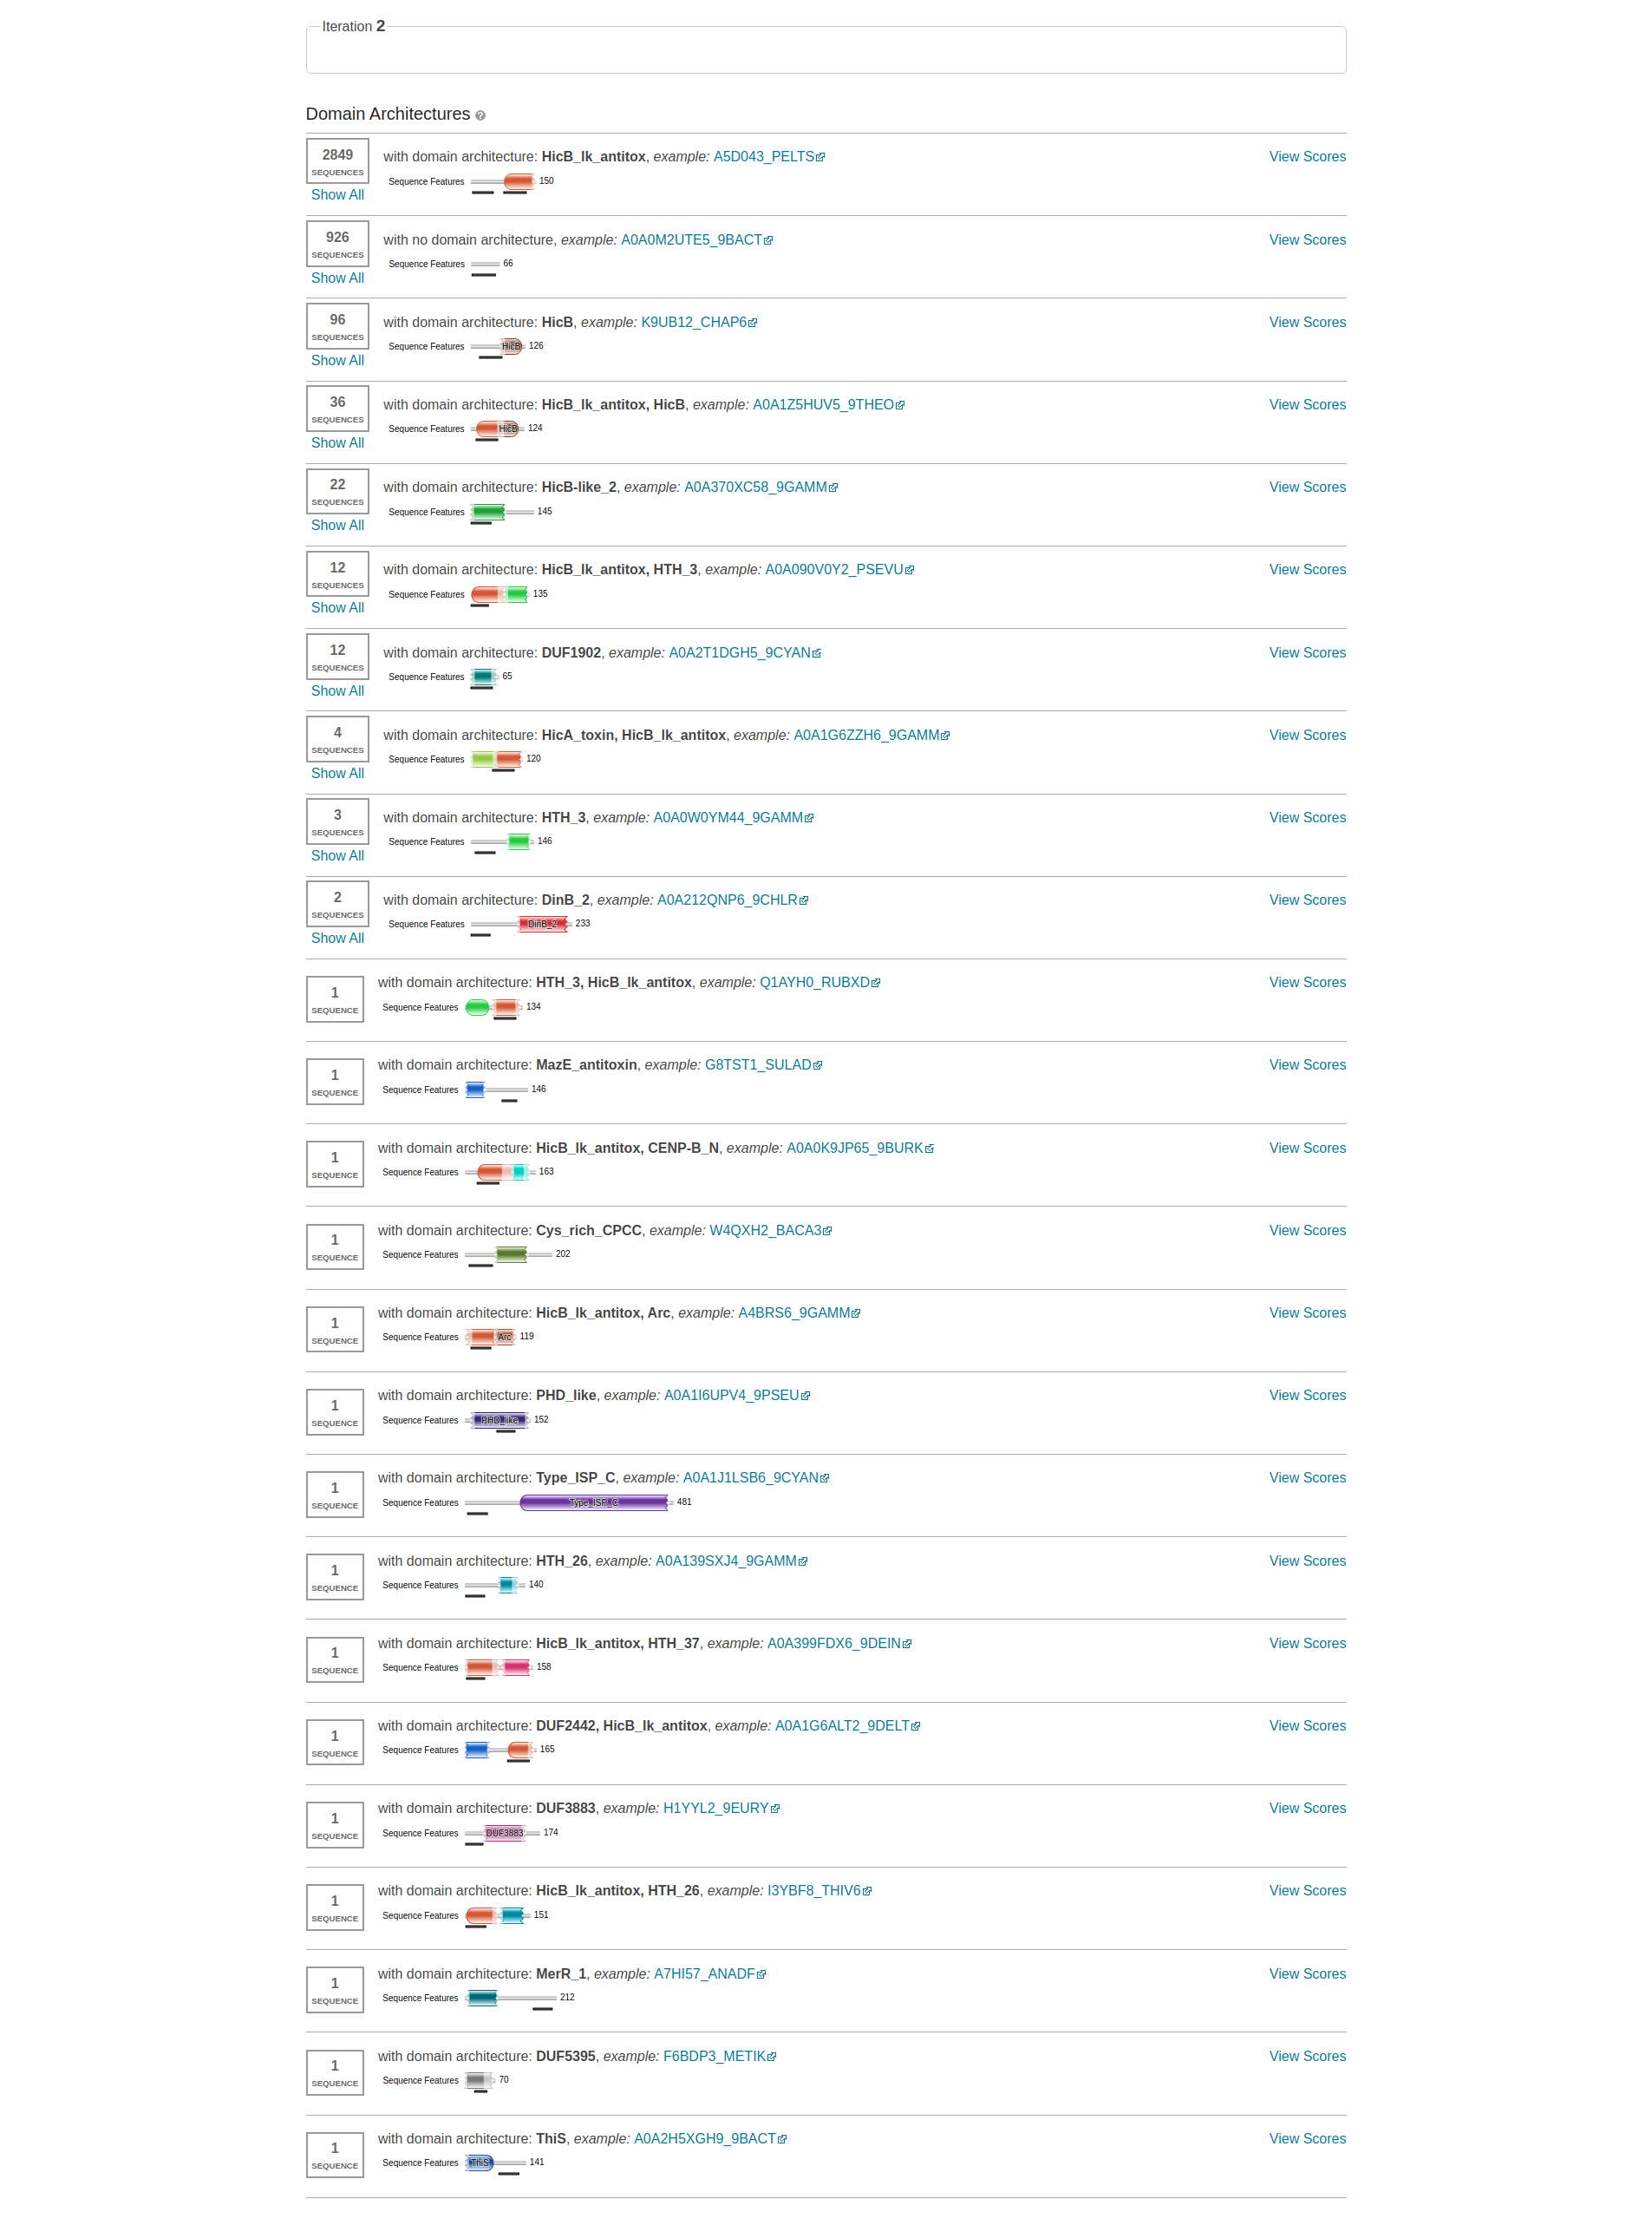 Iteration 2
Domain Architectures ?
2849 SEQUENCES Show All
with domain architecture: HicB_lk_antitox, example: A5D043_PELTS View Scores
Sequence Features 150
926 SEQUENCES Show All
with no domain architecture, example: A0A0M2UTE5_9BACT View Scores
Sequence Features 66
96 SEQUENCES Show All
with domain architecture: HicB, example: K9UB12_CHAP6 View Scores
Sequence Features HicB 126
36 SEQUENCES Show All
with domain architecture: HicB_lk_antitox, HicB, example: A0A1Z5HUV5_9THEO View Scores
Sequence Features HicB 124
22 SEQUENCES Show All
with domain architecture: HicB-like_2, example: A0A370XC58_9GAMM View Scores
Sequence Features 145
12 SEQUENCES Show All
with domain architecture: HicB_lk_antitox, HTH_3, example: A0A090V0Y2_PSEVU View Scores
Sequence Features 135
12 SEQUENCES Show All
with domain architecture: DUF1902, example: A0A2T1DGH5_9CYAN View Scores
Sequence Features 65
4 SEQUENCES Show All
with domain architecture: HicA_toxin, HicB_lk_antitox, example: A0A1G6ZZH6_9GAMM View Scores
Sequence Features 120
3 SEQUENCES Show All
with domain architecture: HTH_3, example: A0A0W0YM44_9GAMM View Scores
Sequence Features 146
2 SEQUENCES Show All
with domain architecture: DinB_2, example: A0A212QNP6_9CHLR View Scores
Sequence Features DinB_2 233
1 SEQUENCE
with domain architecture: HTH_3, HicB_lk_antitox, example: Q1AYH0_RUBXD View Scores
Sequence Features 134
1 SEQUENCE
with domain architecture: MazE_antitoxin, example: G8TST1_SULAD View Scores
Sequence Features 146
1 SEQUENCE
with domain architecture: HicB_lk_antitox, CENP-B_N, example: A0A0K9JP65_9BURK View Scores
Sequence Features 163
1 SEQUENCE
with domain architecture: Cys_rich_CPCC, example: W4QXH2_BACA3 View Scores
Sequence Features 202
1 SEQUENCE
with domain architecture: HicB_lk_antitox, Arc, example: A4BRS6_9GAMM View Scores
Sequence Features Arc 119
1 SEQUENCE
with domain architecture: PHD_like, example: A0A1I6UPV4_9PSEU View Scores
Sequence Features PHD_like 152
1 SEQUENCE
with domain architecture: Type_ISP_C, example: A0A1J1LSB6_9CYAN View Scores
Sequence Features Type_ISP_C 481
1 SEQUENCE
with domain architecture: HTH_26, example: A0A139SXJ4_9GAMM View Scores
Sequence Features 140
1 SEQUENCE
with domain architecture: HicB_lk_antitox, HTH_37, example: A0A399FDX6_9DEIN View Scores
Sequence Features 158
1 SEQUENCE
with domain architecture: DUF2442, HicB_lk_antitox, example: A0A1G6ALT2_9DELT View Scores
Sequence Features 165
1 SEQUENCE
with domain architecture: DUF3883, example: H1YYL2_9EURY View Scores
Sequence Features DUF3883 174
1 SEQUENCE
with domain architecture: HicB_lk_antitox, HTH_26, example: I3YBF8_THIV6 View Scores
Sequence Features 151
1 SEQUENCE
with domain architecture: MerR_1, example: A7HI57_ANADF View Scores
Sequence Features 212
1 SEQUENCE
with domain architecture: DUF5395, example: F6BDP3_METIK View Scores
Sequence Features 70
1 SEQUENCE
with domain architecture: ThiS, example: A0A2H5XGH9_9BACT View Scores
Sequence Features ThiS 141